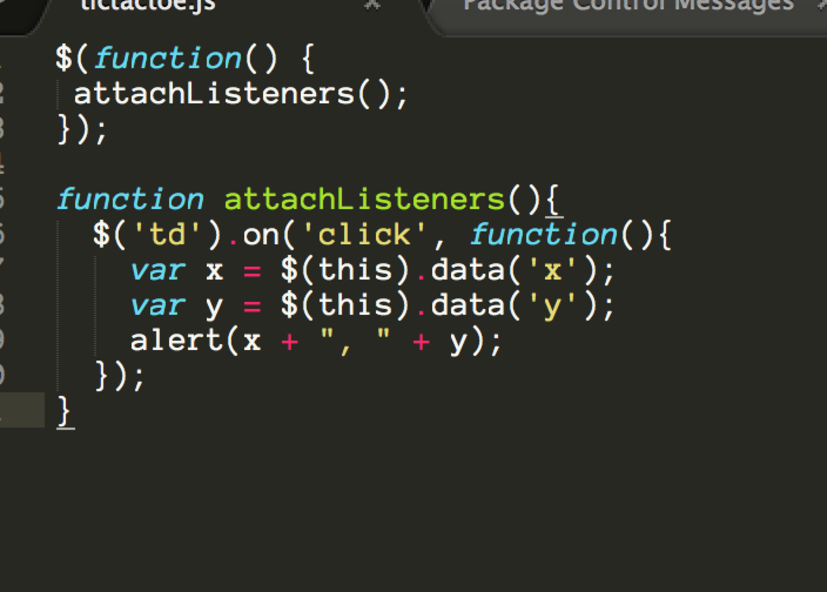 tictactoe.js
Package Control Messages
$(function() {
 attachListeners();
});

function attachListeners(){
  $('td').on('click', function(){
    var x = $(this).data('x');
    var y = $(this).data('y');
    alert(x + ", " + y);
  });
}